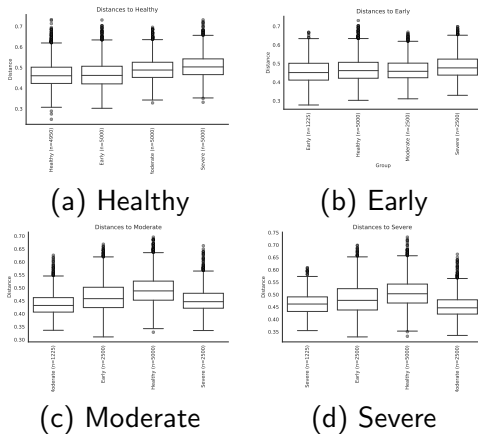 Distances to Healthy
Distance
0.7
0.6
0.5
0.4
0.3
Healthy (n=4950)
Early (n=5000)
Moderate (n=5000)
Severe (n=5000)
(a) Healthy
Distances to Early
Distance
0.7
0.6
0.5
0.4
0.3
Early (n=1225)
Healthy (n=5000)
Moderate (n=2500)
Severe (n=2500)
Group
(b) Early
Distances to Moderate
Distance
0.70
0.65
0.60
0.55
0.50
0.45
0.40
0.35
0.30
Moderate (n=1225)
Early (n=2500)
Healthy (n=5000)
Severe (n=2500)
(c) Moderate
Distances to Severe
Distance
0.75
0.70
0.65
0.60
0.55
0.50
0.45
0.40
0.35
Severe (n=1225)
Early (n=2500)
Healthy (n=5000)
Moderate (n=2500)
(d) Severe